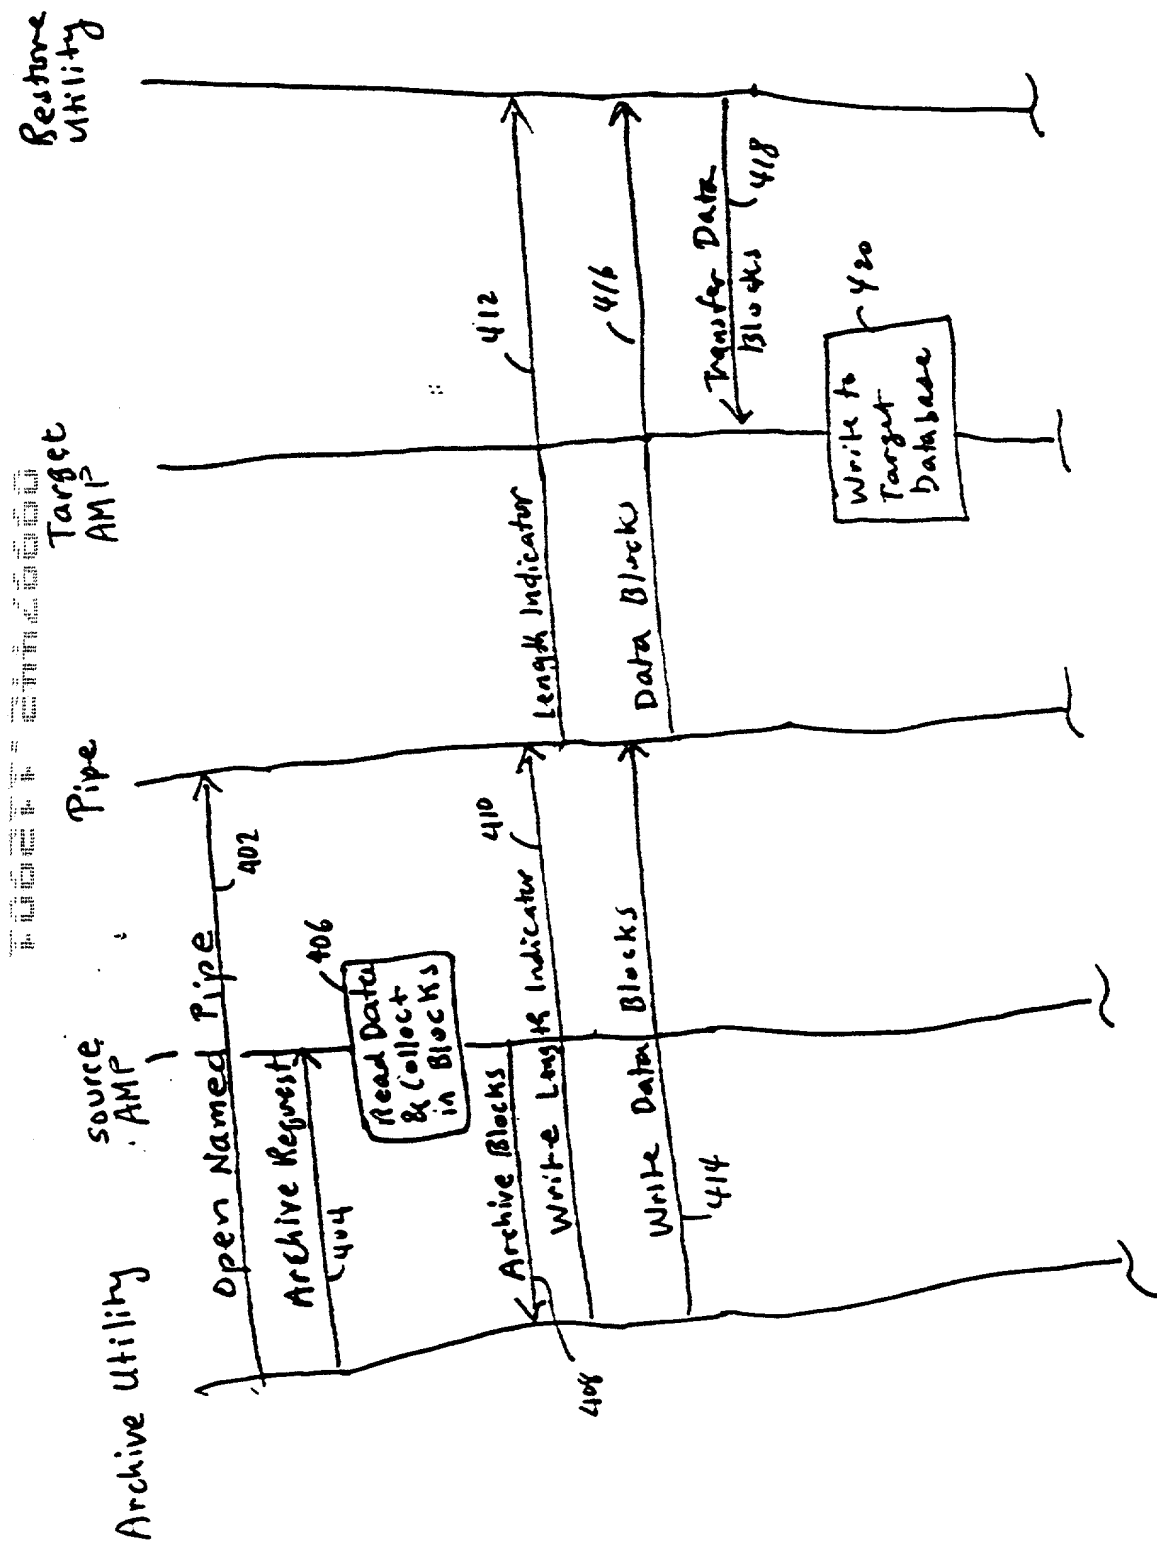 Archive Utility
Source
AMP
Pipe
Target
AMP
Restore
Utility
Open Named Pipe
402
Archive Request
404
406
Read Data
& Collect
in Blocks
Archive Blocks
408
Write Length Indicator
410
Length Indicator
412
Write Data Blocks
414
Data Blocks
416
Transfer Data
Blocks
418
Write to
Target
Database
420